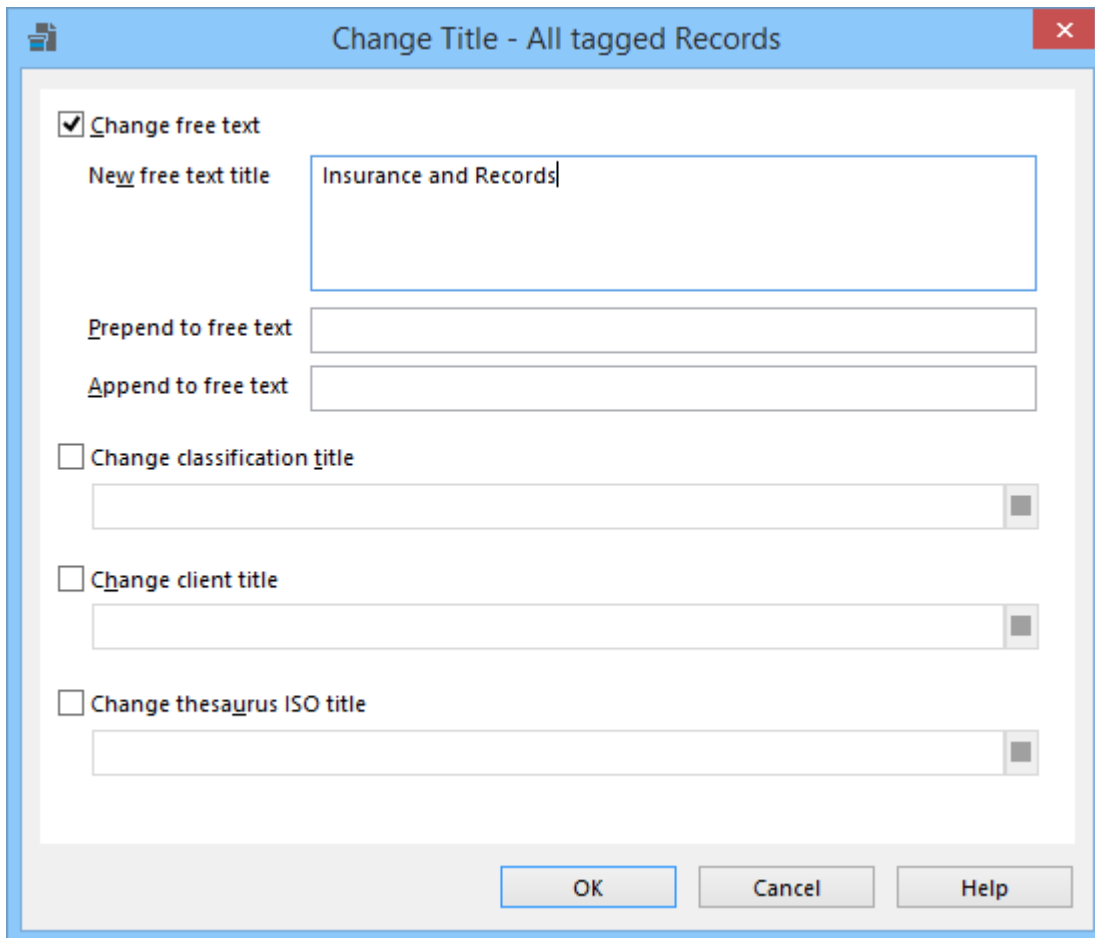 Change Title - All tagged Records
Change free text
New free text title Insurance and Records
Prepend to free text
Append to free text
Change classification title
Change client title
Change thesaurus ISO title
OK Cancel Help